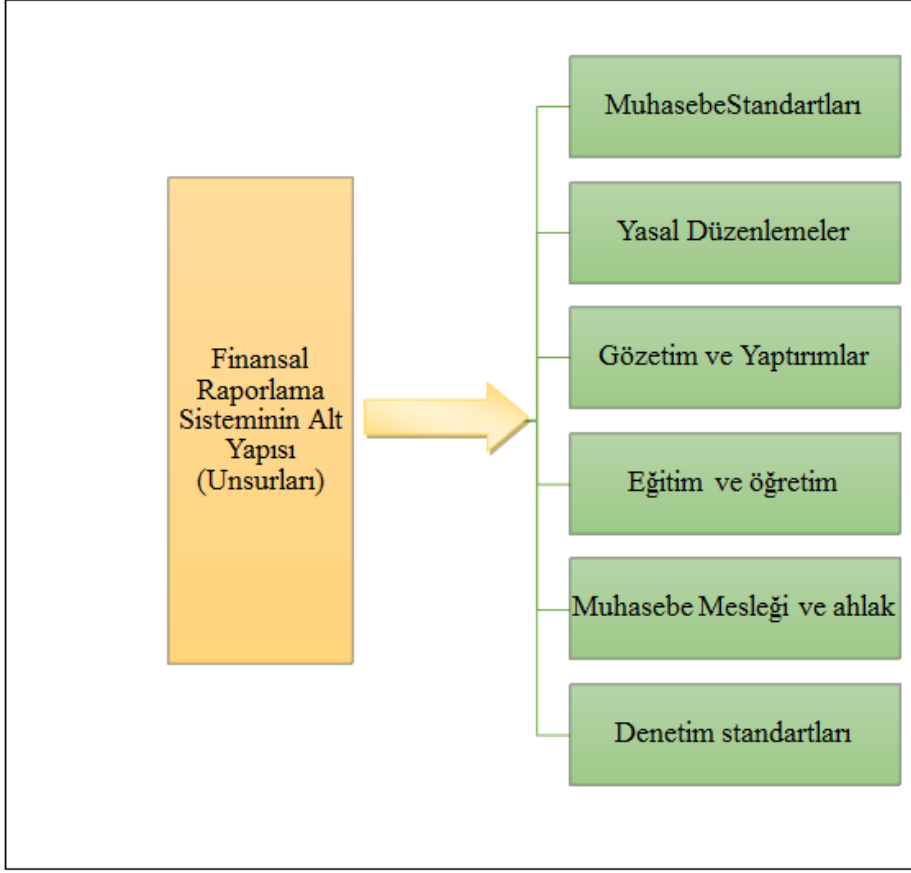 Finansal
Raporlama
Sisteminin Alt
Yapısı
(Unsurları)
MuhasebeStandartları
Yasal Düzenlemeler
Gözetim ve Yaptırımlar
Eğitim ve öğretim
Muhasebe Mesleği ve ahlak
Denetim standartları